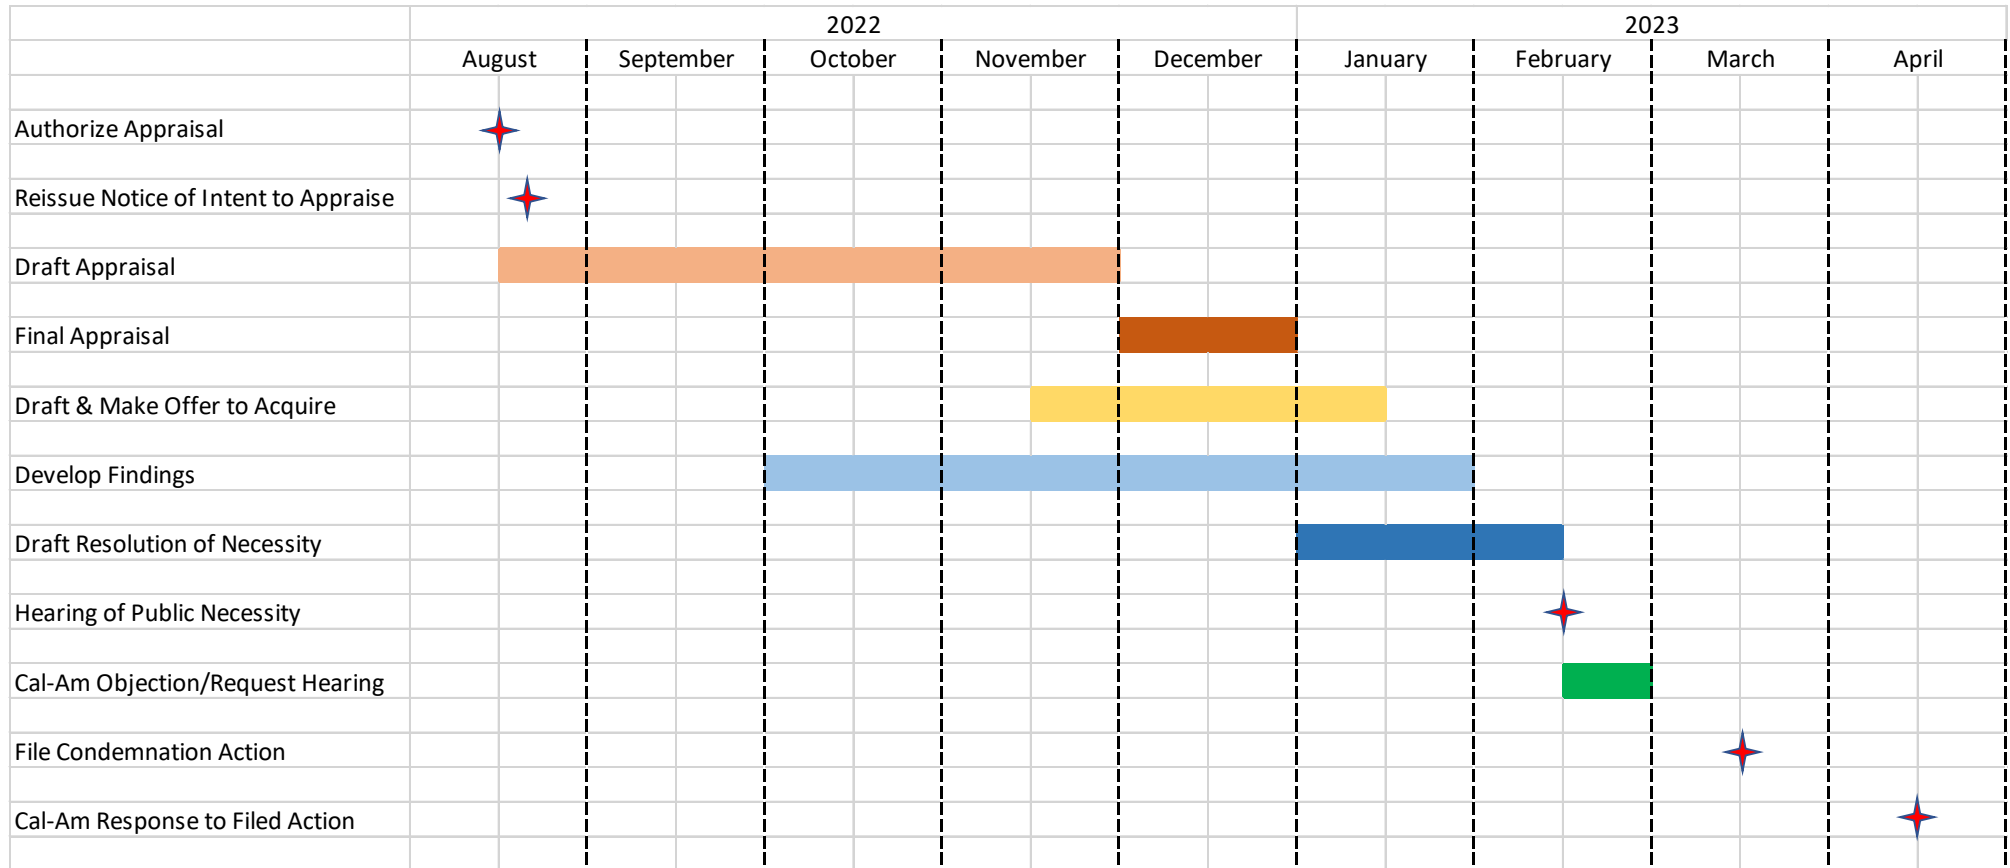 2022 2023
August September October November December January February March April
Authorize Appraisal
Reissue Notice of Intent to Appraise
Draft Appraisal
Final Appraisal
Draft & Make Offer to Acquire
Develop Findings
Draft Resolution of Necessity
Hearing of Public Necessity
Cal-Am Objection/Request Hearing
File Condemnation Action
Cal-Am Response to Filed Action